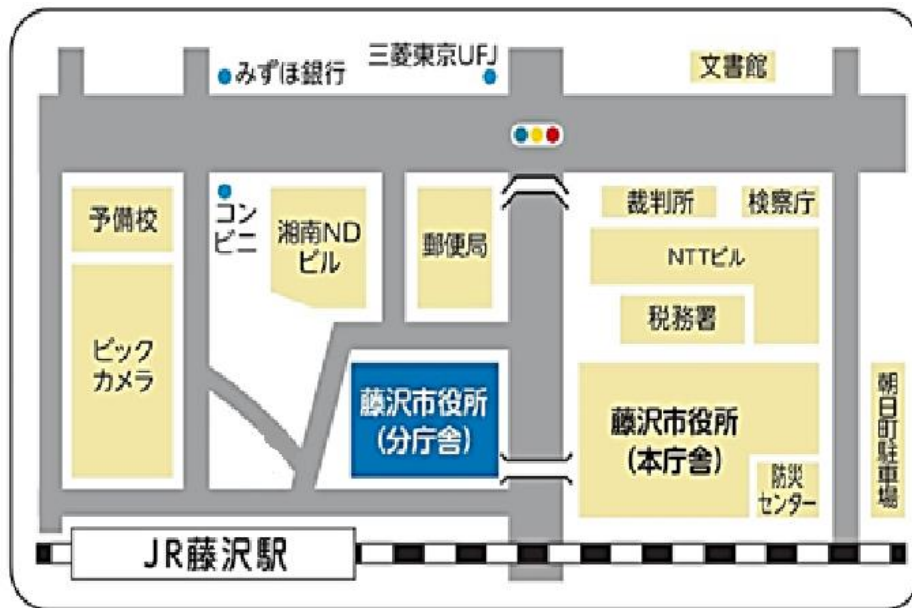 みずほ銀行
三菱東京UFJ
文書館
予備校
コン
ビニ
湘南ND
ビル
郵便局
裁判所
検察庁
NTTビル
税務署
ビック
カメラ
藤沢市役所
(分庁舎)
藤沢市役所
(本庁舎)
防災
センター
朝日町駐車場
JR藤沢駅